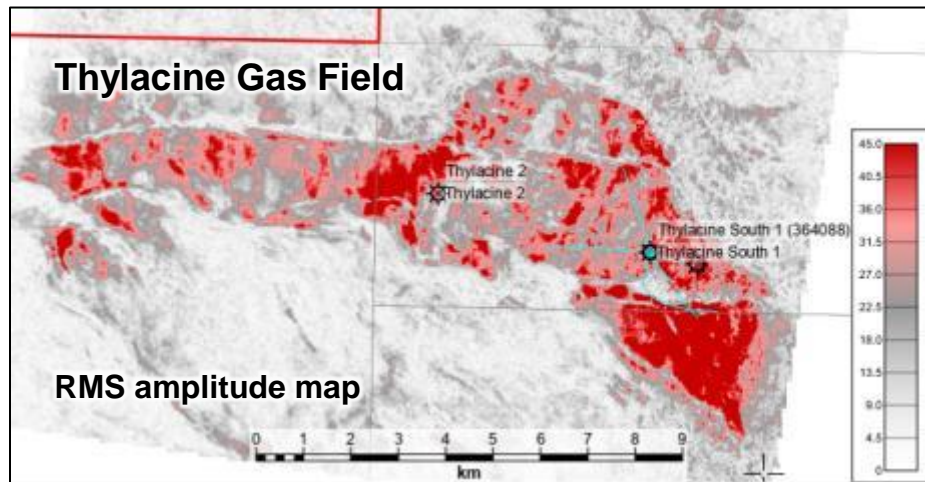 Thylacine Gas Field
Thylacine 2
Thylacine 2
Thylacine South 1 (364088)
Thylacine South 1
RMS amplitude map
0 1 2 3 4 5 6 7 8 9
km
45.0
40.5
36.0
31.5
27.0
22.5
18.0
13.5
9.0
4.5
0